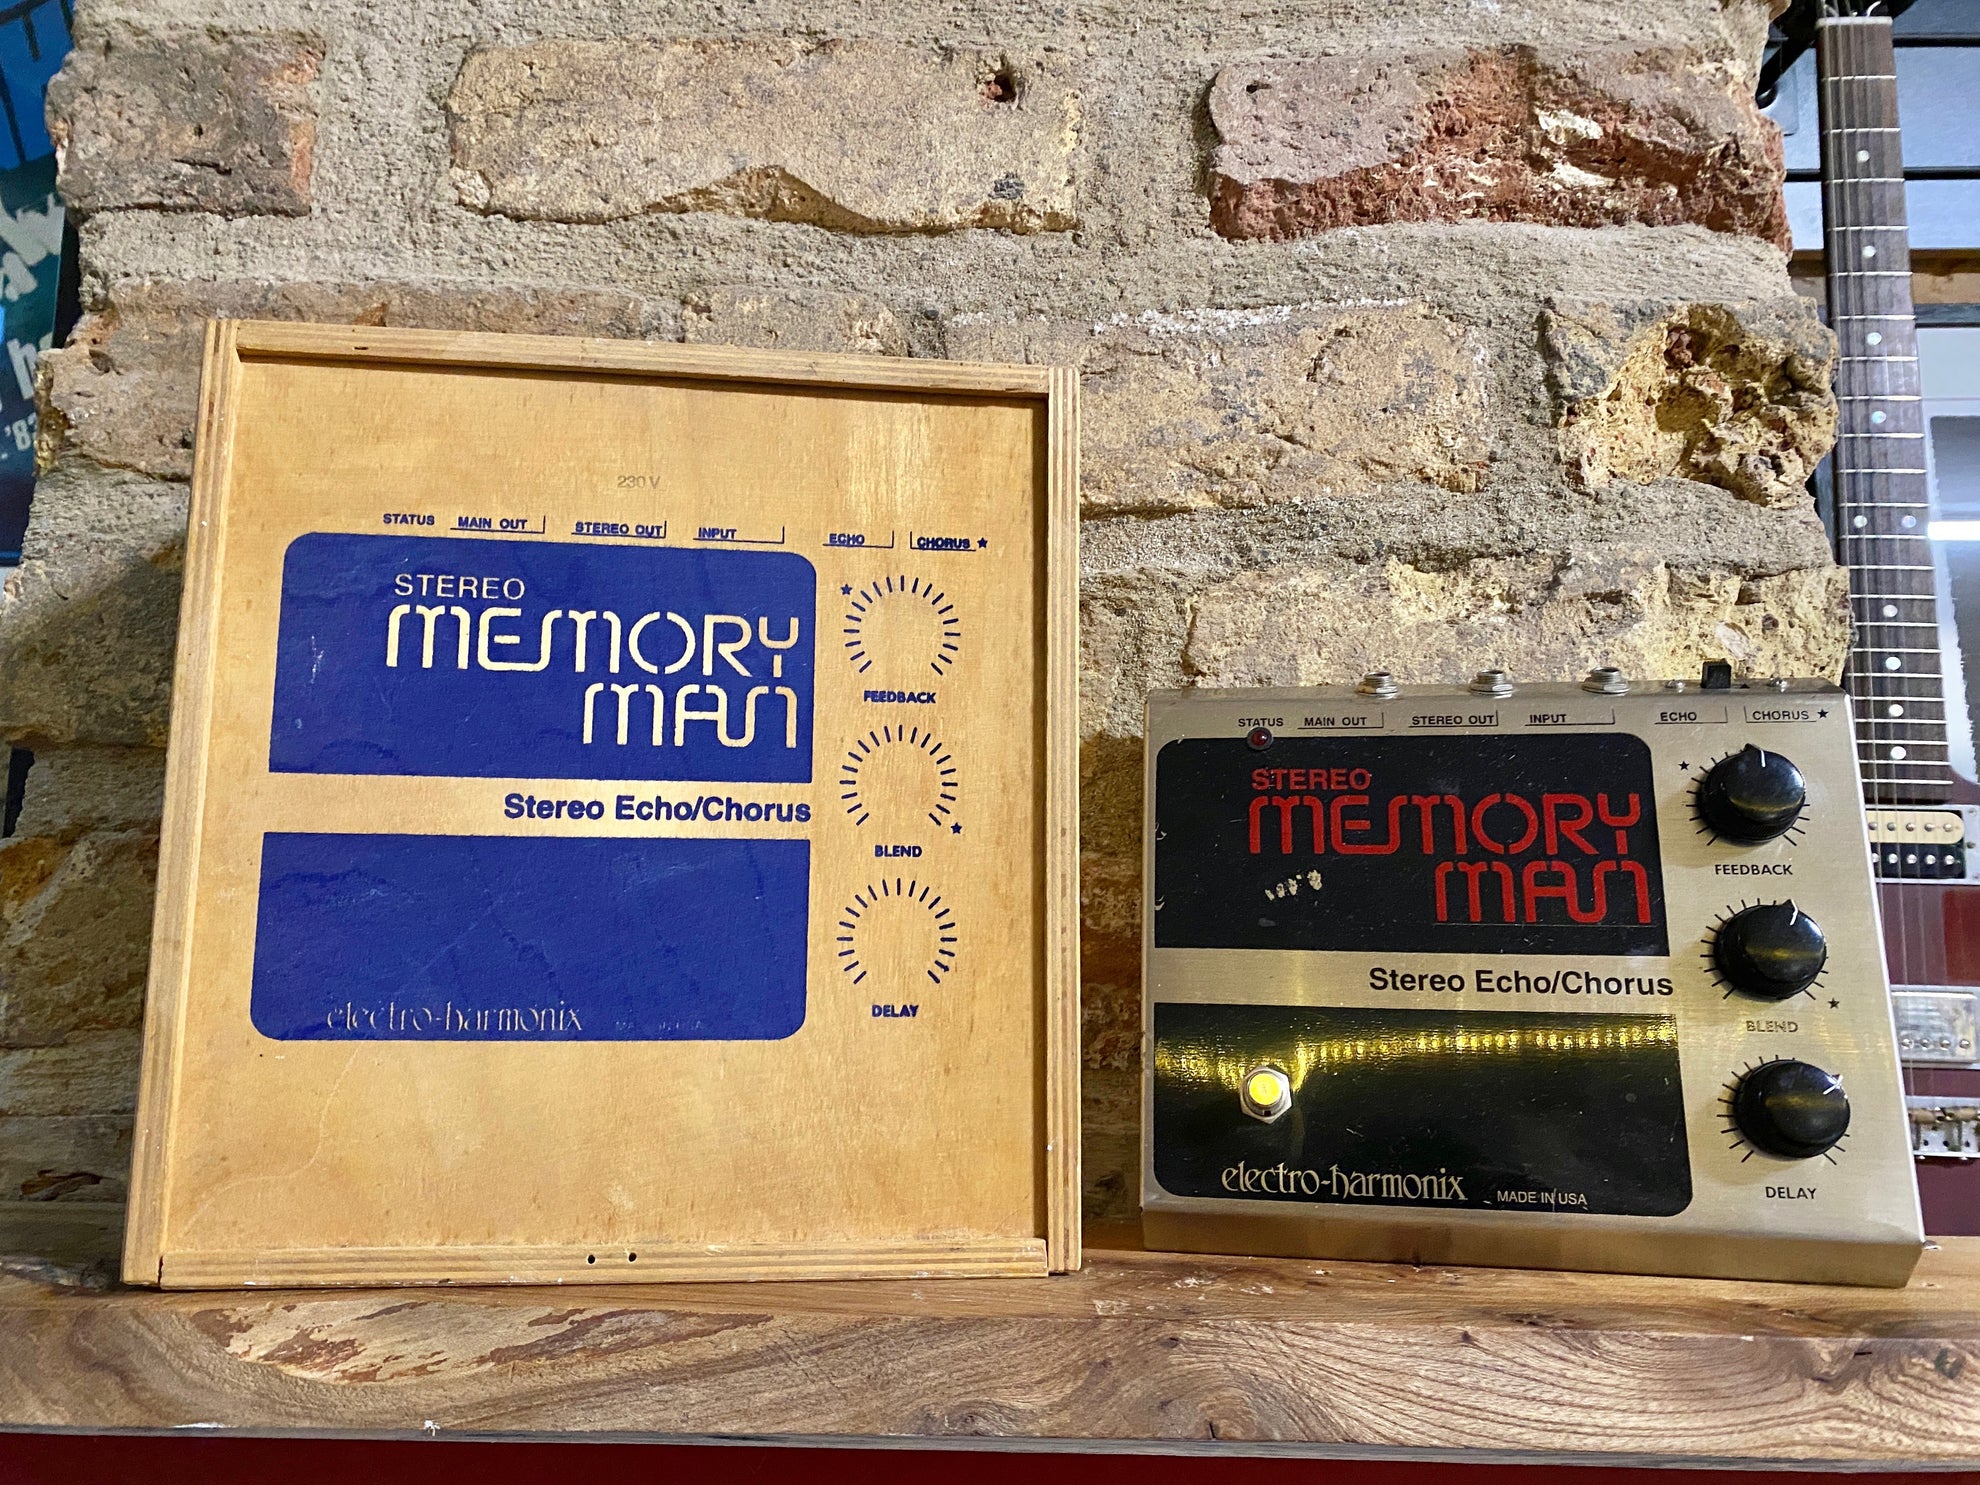 230 V
STATUS MAIN OUT STEREO OUT INPUT ECHO CHORUS ★
STEREO
MEMORY
MAN
FEEDBACK
Stereo Echo/Chorus
BLEND
electro-harmonix
DELAY
STATUS MAIN OUT STEREO OUT INPUT ECHO CHORUS ★
STEREO
MEMORY
MAN
FEEDBACK
Stereo Echo/Chorus
BLEND
electro-harmonix MADE IN USA
DELAY